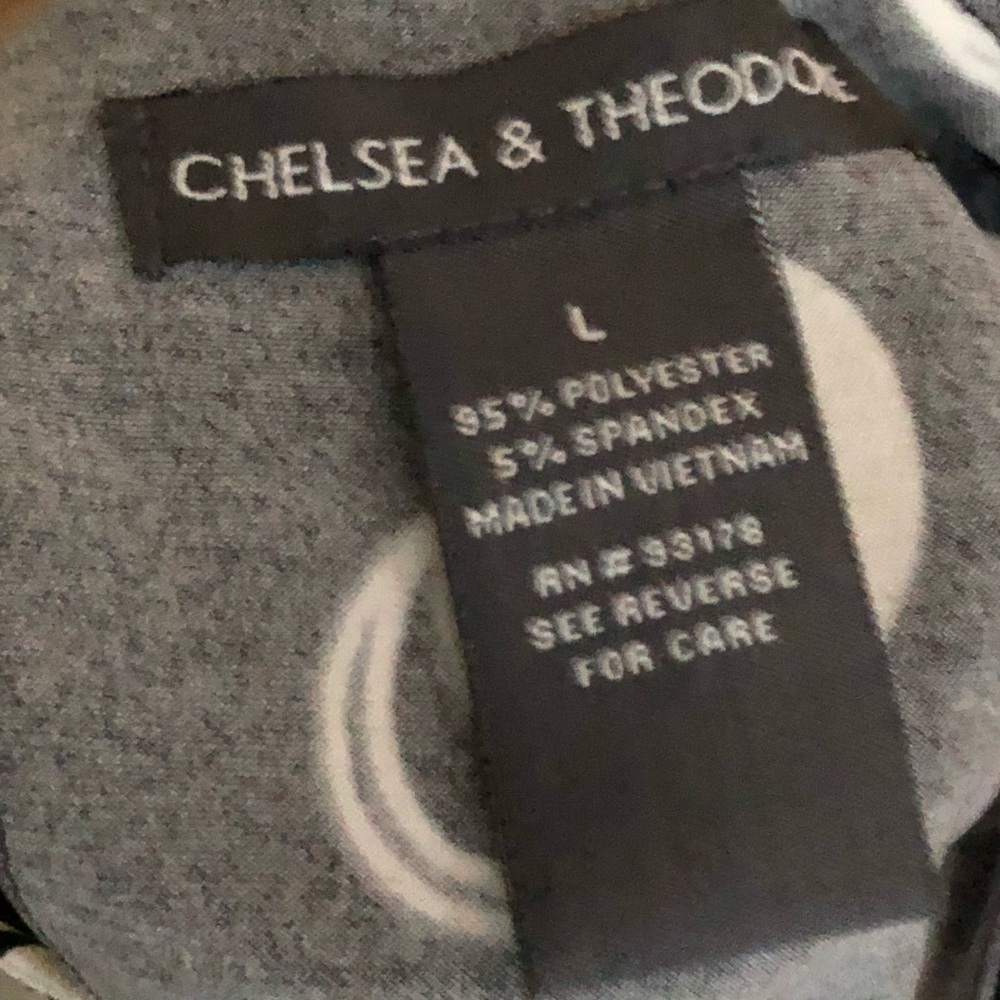 CHELSEA & THEODORE
L
95% POLYESTER
5% SPANDEX
MADE IN VIETNAM
RN # 93178
SEE REVERSE
FOR CARE